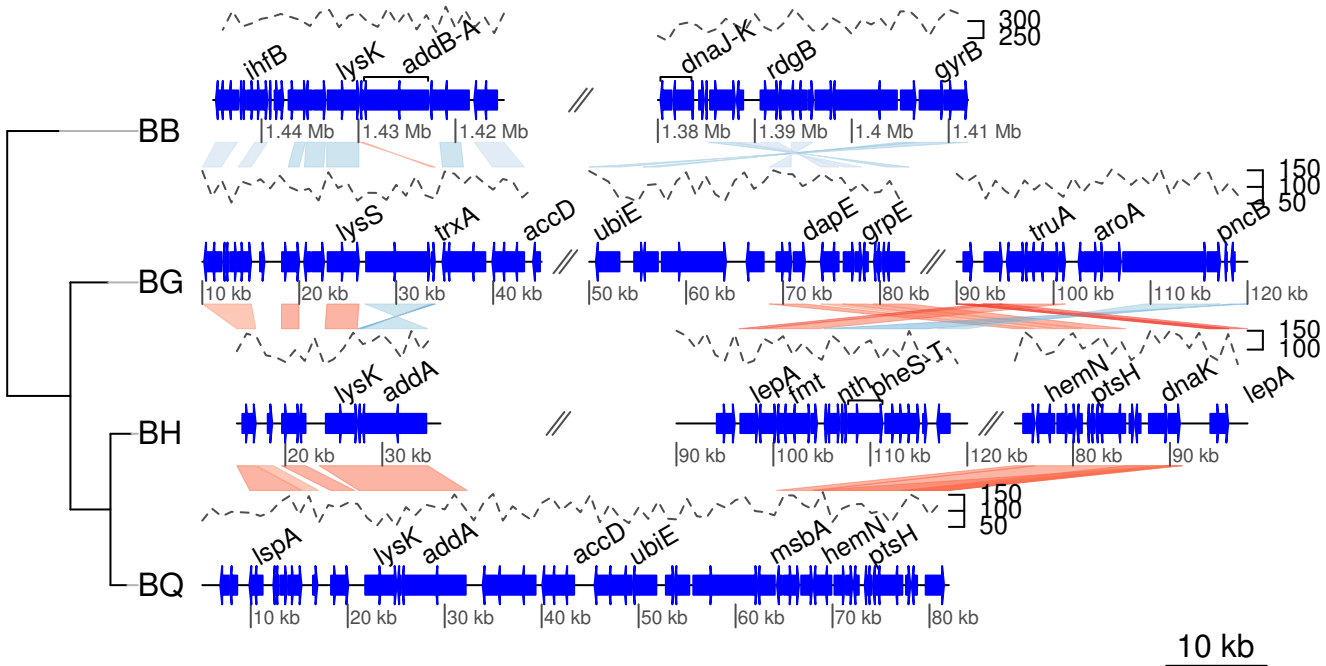 300
250
ihfB lysK addB-A dnaJ-K rdgB gyrB
1.44 Mb 1.43 Mb 1.42 Mb 1.38 Mb 1.39 Mb 1.4 Mb 1.41 Mb
BB
150
100
50
lysS trxA accD ubiE dapE grpE truA aroA pncB
BG
10 kb 20 kb 30 kb 40 kb 50 kb 60 kb 70 kb 80 kb 90 kb 100 kb 110 kb 120 kb
150
100
lysK addA lepA fmt nth pheS-T hemN ptsH dnaK lepA
BH
20 kb 30 kb 90 kb 100 kb 110 kb 120 kb 80 kb 90 kb
150
100
50
lspA lysK addA accD ubiE msbA hemN ptsH
BQ
10 kb 20 kb 30 kb 40 kb 50 kb 60 kb 70 kb 80 kb
10 kb